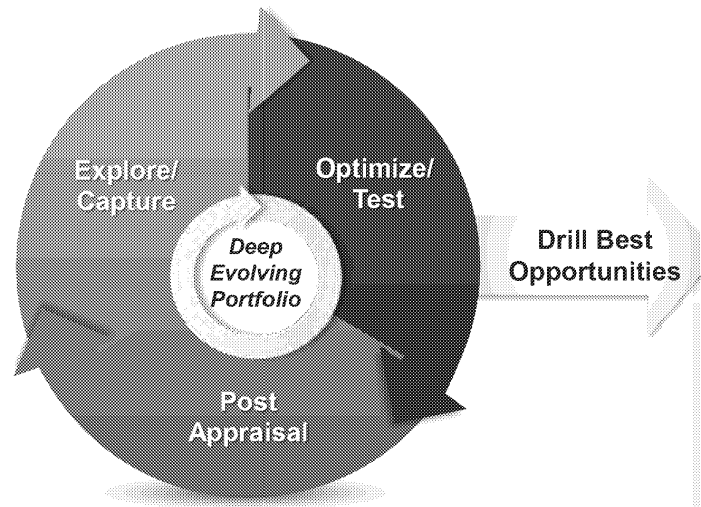 Explore/
Capture
Optimize/
Test
Deep
Evolving
Portfolio
Drill Best
Opportunities
Post
Appraisal